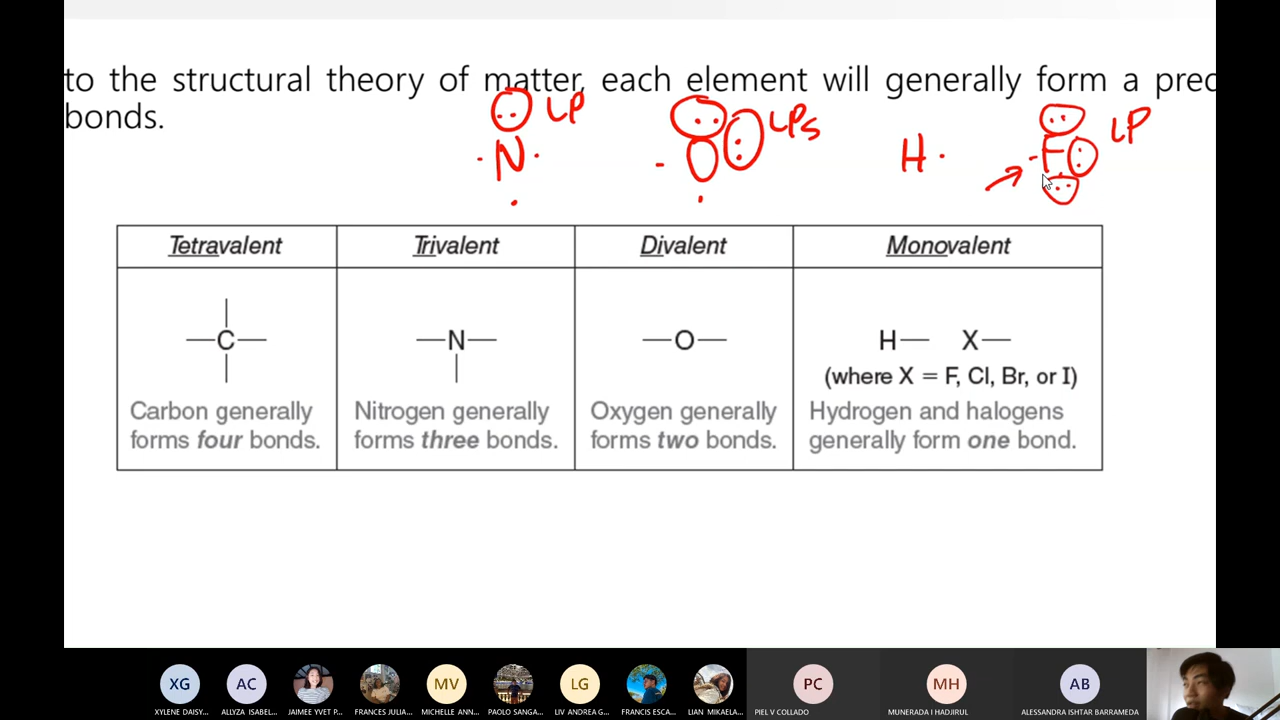 to the structural theory of matter, each element will generally form a prec
bonds.
LP LPs LP
N O H F
Tetravalent Trivalent Divalent Monovalent
C N O H X
(where X = F, Cl, Br, or I)
Carbon generally forms four bonds.
Nitrogen generally forms three bonds.
Oxygen generally forms two bonds.
Hydrogen and halogens generally form one bond.
XG AC MV LG PC MH AB
XYLENE DAISY... ALLYZA ISABEL... JAIMEE YVET P... FRANCES JULIA... MICHELLE ANN... PAOLO SANGA... LIV ANDREA G... FRANCIS ESCA... LIAN MIKAELA... PIEL V COLLADO MUNERADA I HADJIRUL ALESSANDRA ISHTAR BARRAMEDA